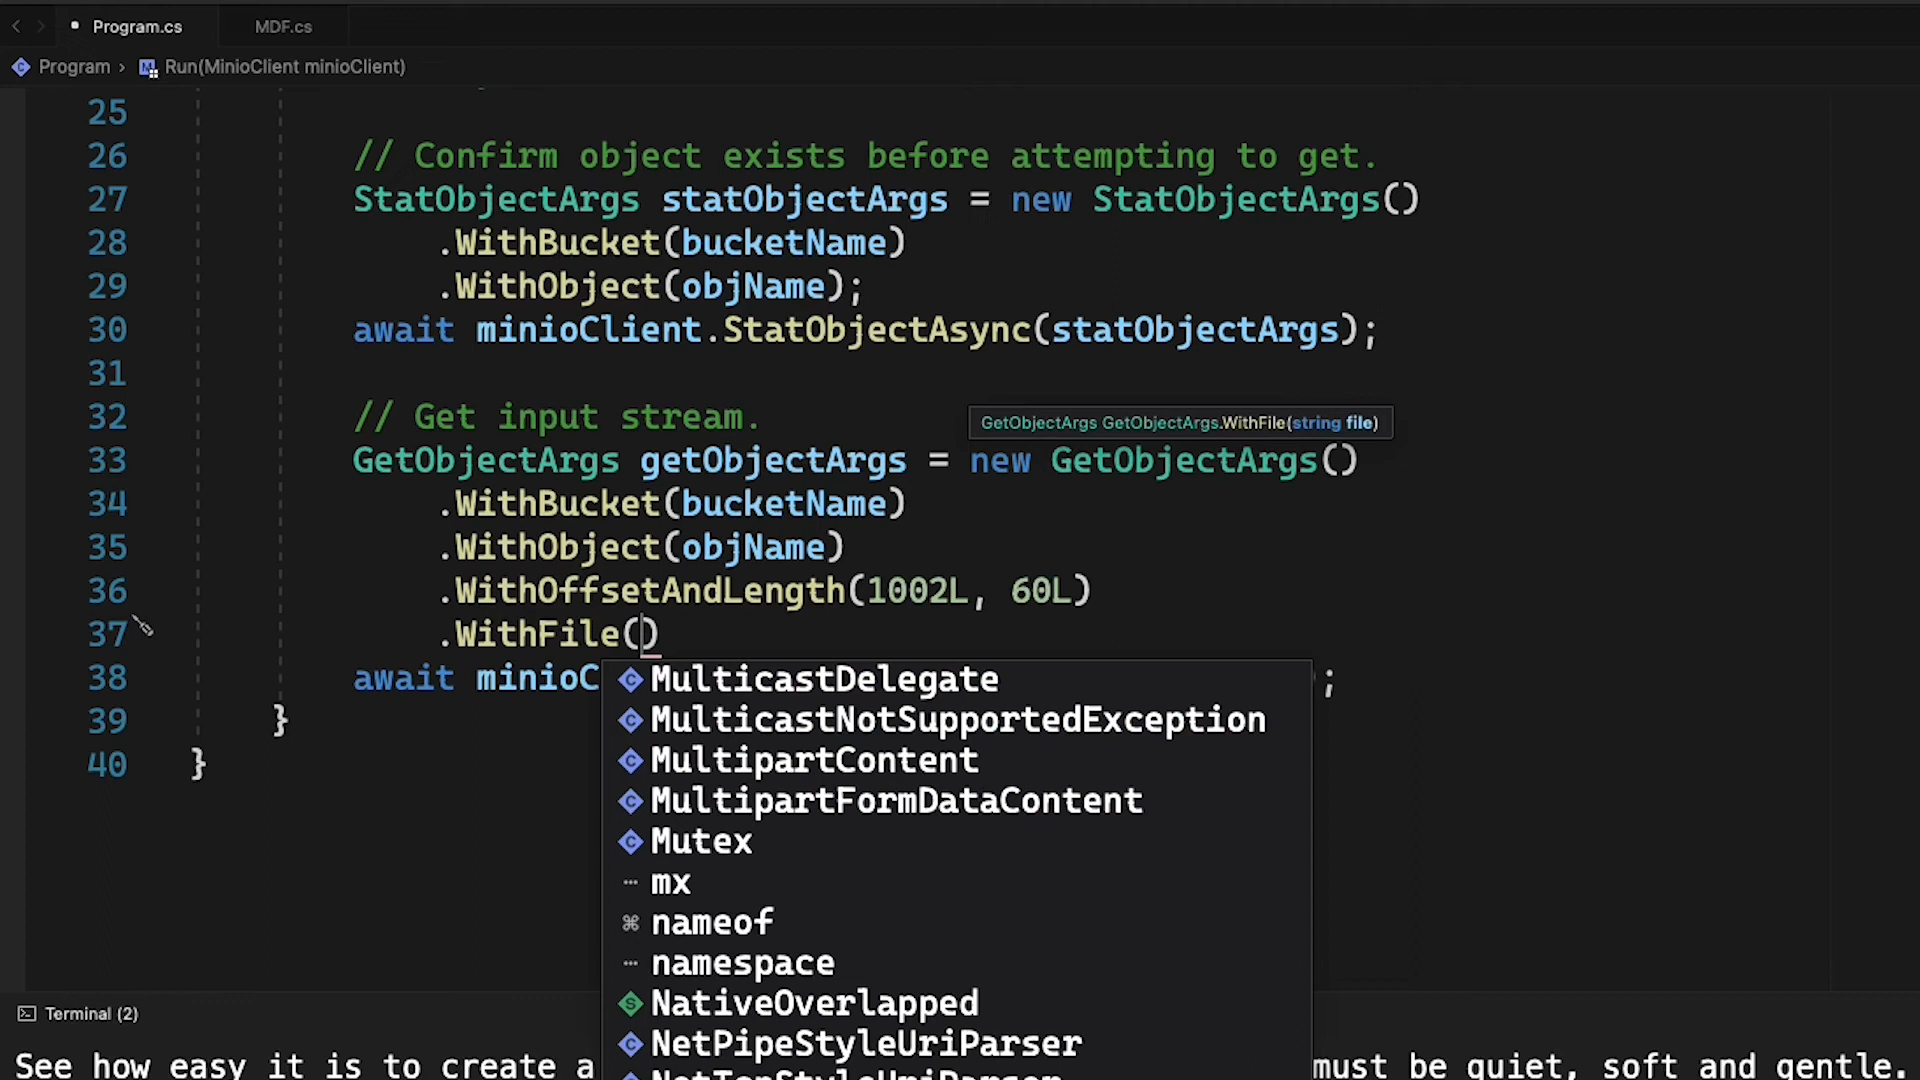 Program.cs
MDF.cs
Program › Run(MinioClient minioClient)
25
26 // Confirm object exists before attempting to get.
27 StatObjectArgs statObjectArgs = new StatObjectArgs()
28 .WithBucket(bucketName)
29 .WithObject(objName);
30 await minioClient.StatObjectAsync(statObjectArgs);
31
32 // Get input stream.
GetObjectArgs GetObjectArgs.WithFile(string file)
33 GetObjectArgs getObjectArgs = new GetObjectArgs()
34 .WithBucket(bucketName)
35 .WithObject(objName)
36 .WithOffsetAndLength(1002L, 60L)
37 .WithFile()
38 await minioC ;
39 }
40 }
MulticastDelegate
MulticastNotSupportedException
MultipartContent
MultipartFormDataContent
Mutex
mx
nameof
namespace
NativeOverlapped
NetPipeStyleUriParser
NetTcpStyleUriParser
Terminal (2)
See how easy it is to create a must be quiet, soft and gentle.